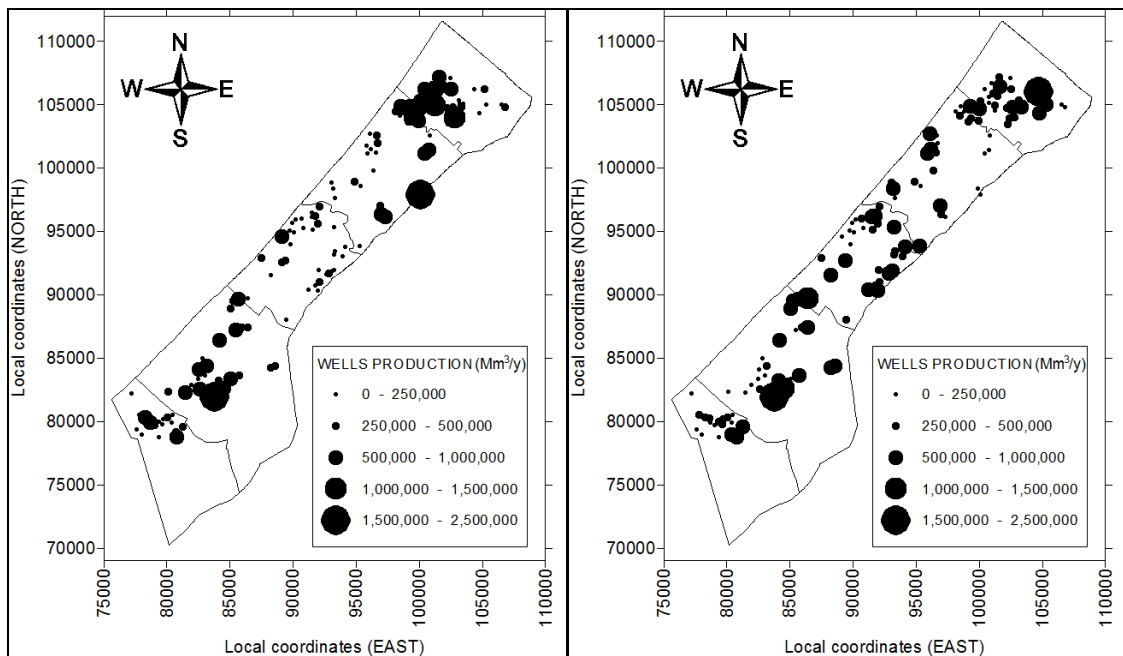 110000
105000
100000
95000
90000
85000
80000
75000
70000
Local coordinates (NORTH)
N
W E
S
WELLS PRODUCTION (Mm³/y)
0 - 250,000
250,000 - 500,000
500,000 - 1,000,000
1,000,000 - 1,500,000
1,500,000 - 2,500,000
75000
80000
85000
90000
95000
100000
105000
110000
Local coordinates (EAST)
110000
105000
100000
95000
90000
85000
80000
75000
70000
Local coordinates (NORTH)
N
W E
S
WELLS PRODUCTION (Mm³/y)
0 - 250,000
250,000 - 500,000
500,000 - 1,000,000
1,000,000 - 1,500,000
1,500,000 - 2,500,000
75000
80000
85000
90000
95000
100000
105000
110000
Local coordinates (EAST)